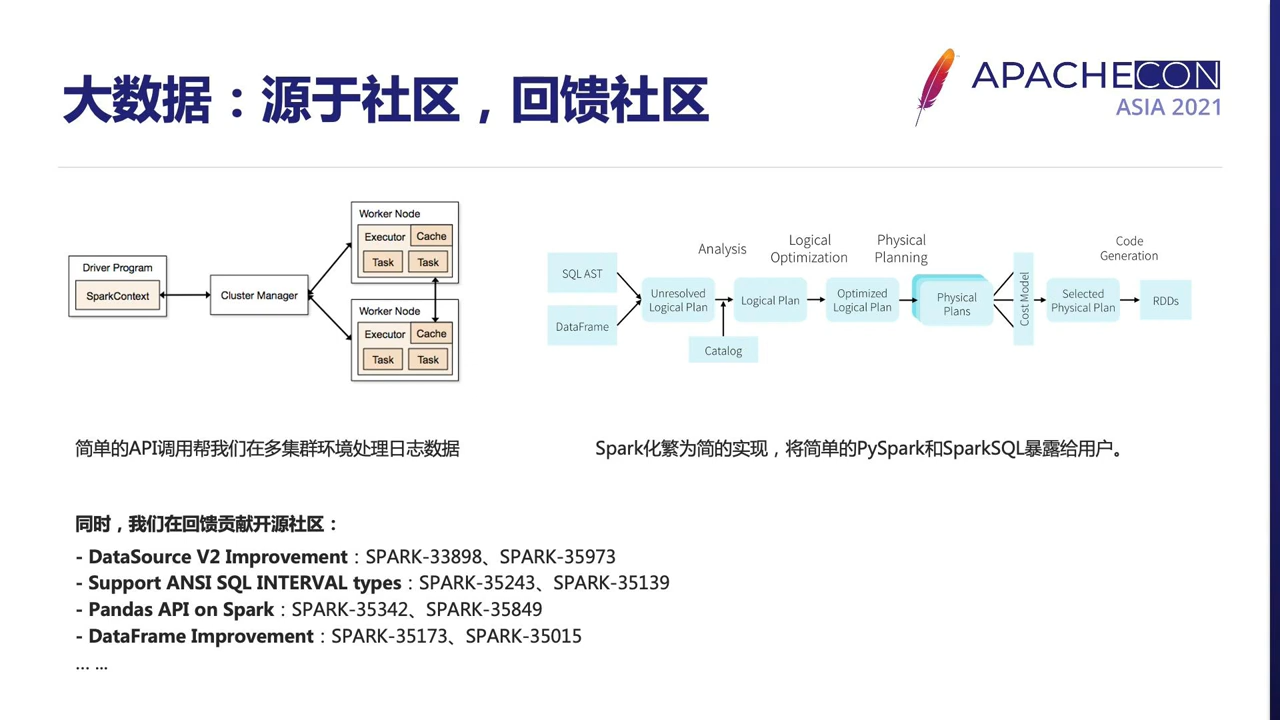 大数据：源于社区，回馈社区
APACHECON
ASIA 2021
Driver Program
SparkContext
Cluster Manager
Worker Node
Executor
Cache
Task
Task
Worker Node
Executor
Cache
Task
Task
Analysis
Logical
Optimization
Physical
Planning
Code
Generation
SQL AST
DataFrame
Unresolved
Logical Plan
Catalog
Logical Plan
Optimized
Logical Plan
Physical
Plans
Cost Model
Selected
Physical Plan
RDDs
简单的API调用帮我们在多集群环境处理日志数据
Spark化繁为简的实现，将简单的PySpark和SparkSQL暴露给用户。
同时，我们在回馈贡献开源社区：
- DataSource V2 Improvement：SPARK-33898、SPARK-35973
- Support ANSI SQL INTERVAL types：SPARK-35243、SPARK-35139
- Pandas API on Spark：SPARK-35342、SPARK-35849
- DataFrame Improvement：SPARK-35173、SPARK-35015
... ...